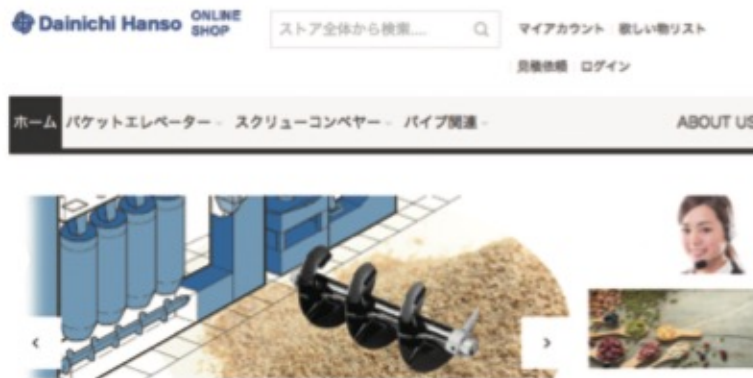 Dainichi Hanso ONLINE SHOP
ストア全体から検索....
マイアカウント 欲しい物リスト
見積依頼 ログイン
ホーム バケットエレベーター スクリューコンベヤー パイプ関連 ABOUT US